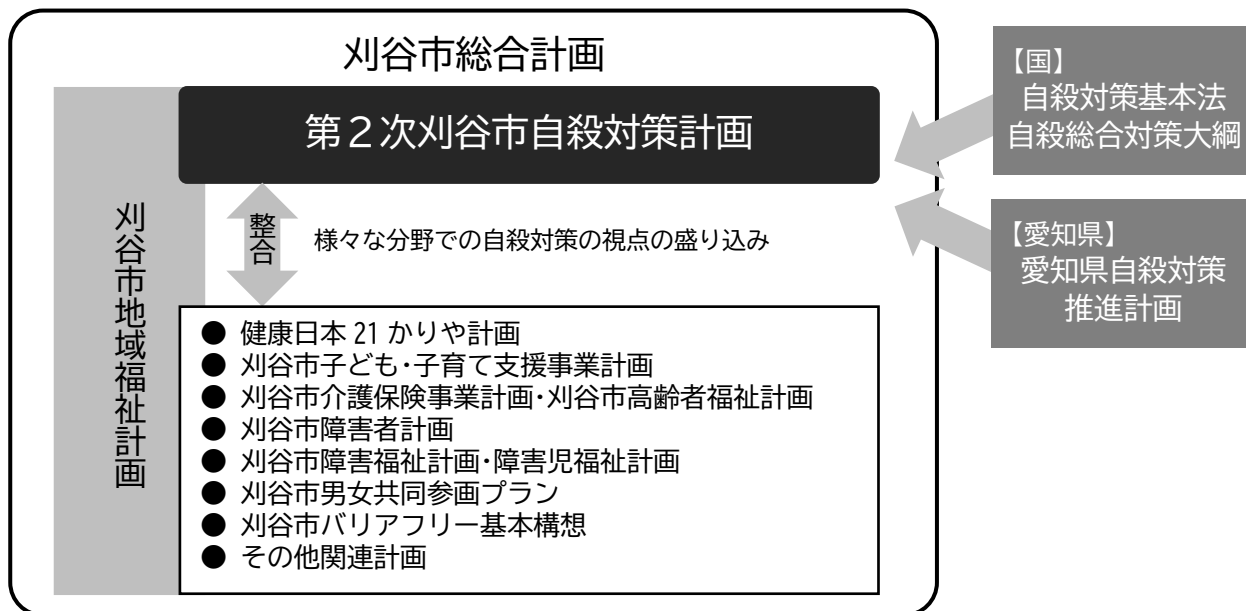 刈谷市総合計画
第２次刈谷市自殺対策計画
刈谷市地域福祉計画
整合
様々な分野での自殺対策の視点の盛り込み
● 健康日本 21 かりや計画
● 刈谷市子ども･子育て支援事業計画
● 刈谷市介護保険事業計画･刈谷市高齢者福祉計画
● 刈谷市障害者計画
● 刈谷市障害福祉計画･障害児福祉計画
● 刈谷市男女共同参画プラン
● 刈谷市バリアフリー基本構想
● その他関連計画
【国】
自殺対策基本法
自殺総合対策大綱
【愛知県】
愛知県自殺対策
推進計画